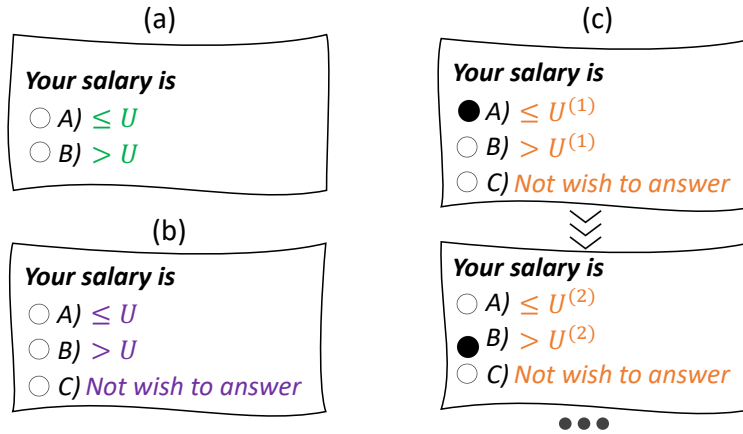 (a)
Your salary is
A) ≤ U
B) > U
(b)
Your salary is
A) ≤ U
B) > U
C) Not wish to answer
(c)
Your salary is
A) ≤ U⁽¹⁾
B) > U⁽¹⁾
C) Not wish to answer
Your salary is
A) ≤ U⁽²⁾
B) > U⁽²⁾
C) Not wish to answer